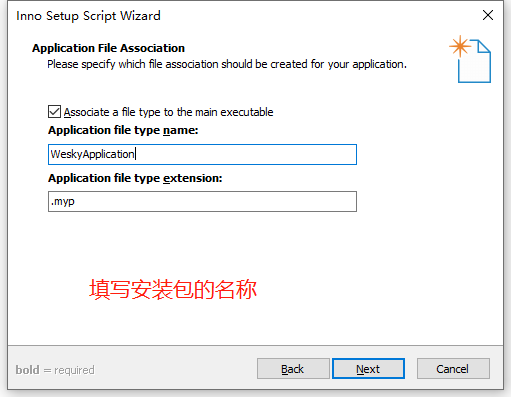 Inno Setup Script Wizard
Application File Association
Please specify which file association should be created for your application.
Associate a file type to the main executable
Application file type name:
WeskyApplication
Application file type extension:
.myp
填写安装包的名称
bold = required
Back
Next
Cancel